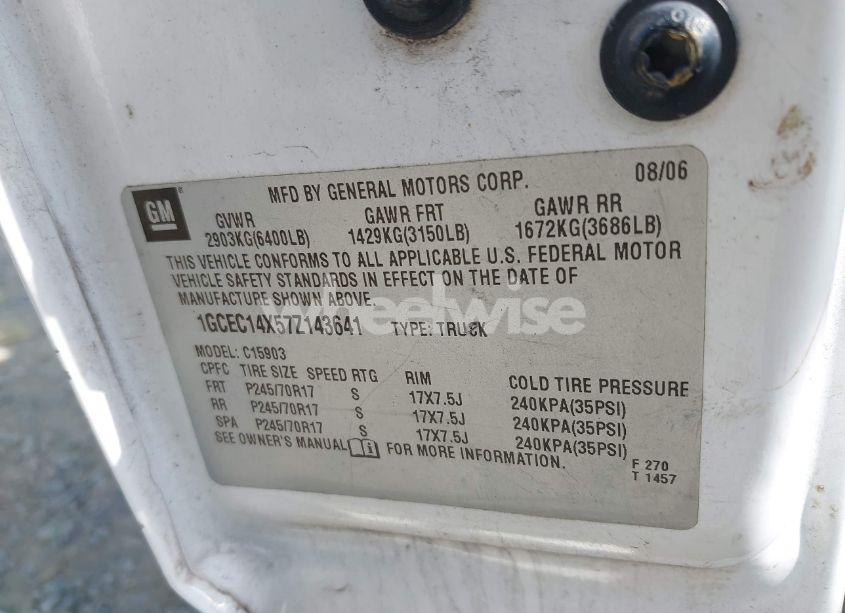 GM
MFD BY GENERAL MOTORS CORP. 08/06
GVWR GAWR FRT GAWR RR
2903KG(6400LB) 1429KG(3150LB) 1672KG(3686LB)
THIS VEHICLE CONFORMS TO ALL APPLICABLE U.S. FEDERAL MOTOR
VEHICLE SAFETY STANDARDS IN EFFECT ON THE DATE OF
MANUFACTURE SHOWN ABOVE.
wheelwise
1GCEC14X57Z143641 TYPE: TRUCK
MODEL: C15903
CPFC TIRE SIZE SPEED RTG RIM COLD TIRE PRESSURE
FRT P245/70R17 S 17X7.5J 240KPA(35PSI)
RR P245/70R17 S 17X7.5J 240KPA(35PSI)
SPA P245/70R17 S 17X7.5J 240KPA(35PSI)
SEE OWNER'S MANUAL FOR MORE INFORMATION.
F 270
T 1457